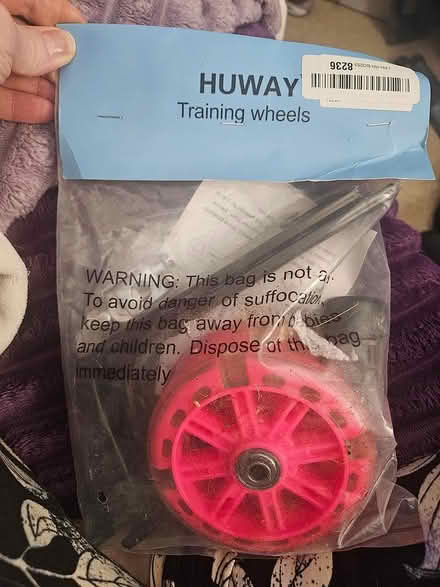 HUWAY
8236
Training wheels
WARNING: This bag is not a
To avoid danger of suffocation,
keep this bag away from babies
and children. Dispose of this bag
immediately